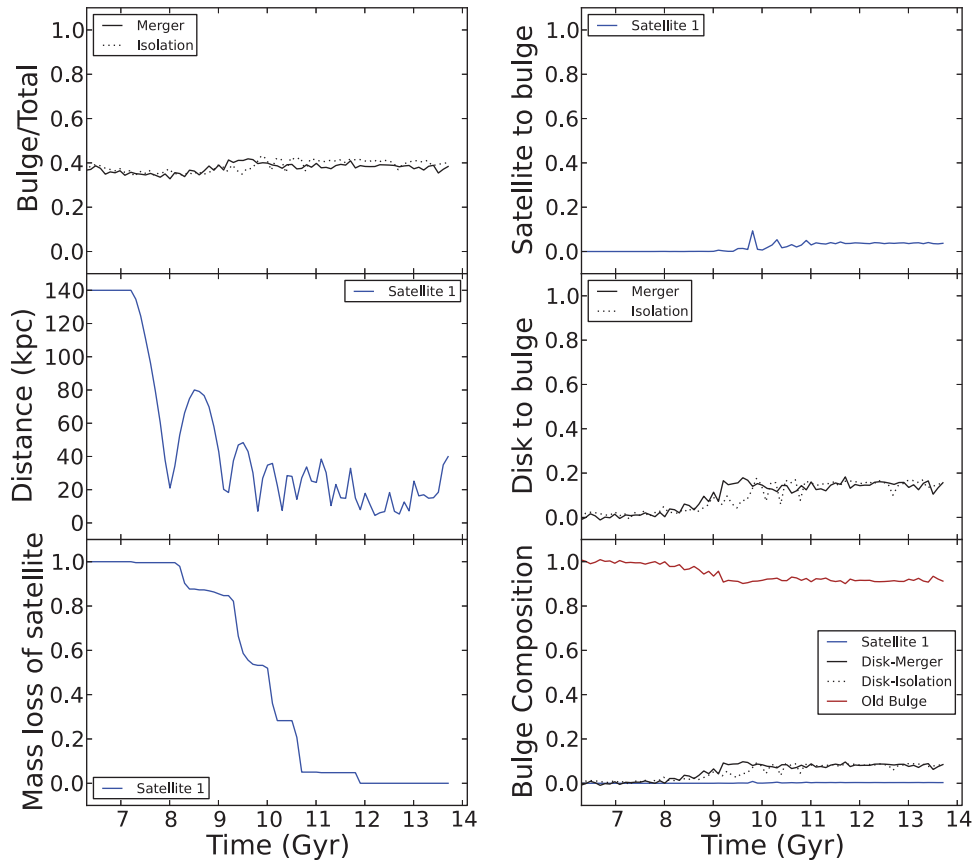 Bulge/Total
1.0
0.8
0.6
0.4
0.2
0.0
Merger
Isolation
Satellite to bulge
1.0
0.8
0.6
0.4
0.2
0.0
Satellite 1
Distance (kpc)
140
120
100
80
60
40
20
0
Satellite 1
Disk to bulge
1.0
0.8
0.6
0.4
0.2
0.0
Merger
Isolation
Mass loss of satellite
1.0
0.8
0.6
0.4
0.2
0.0
Satellite 1
7 8 9 10 11 12 13 14
Time (Gyr)
Bulge Composition
1.0
0.8
0.6
0.4
0.2
0.0
Satellite 1
Disk-Merger
Disk-Isolation
Old Bulge
7 8 9 10 11 12 13 14
Time (Gyr)